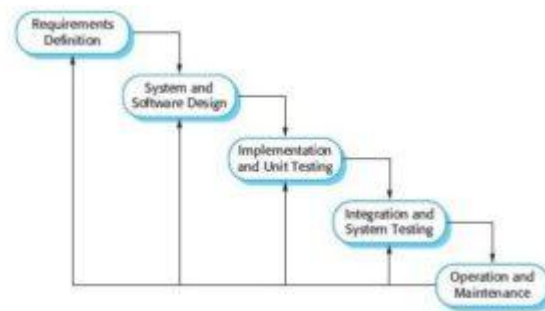 Requirements
Definition
System and
Software Design
Implementation
and Unit Testing
Integration and
System Testing
Operation and
Maintenance